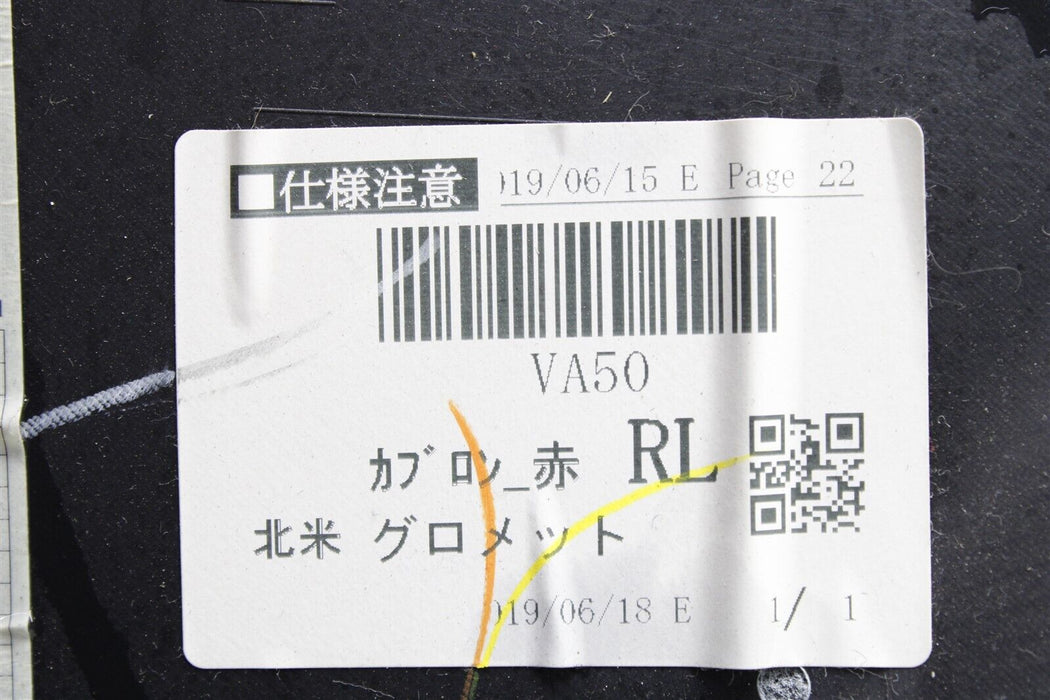 ■仕様注意 019/06/15 E Page 22
VA50
ｶﾌﾞﾛﾝ_赤 RL
北米 グロメット
019/06/18 E 1/ 1